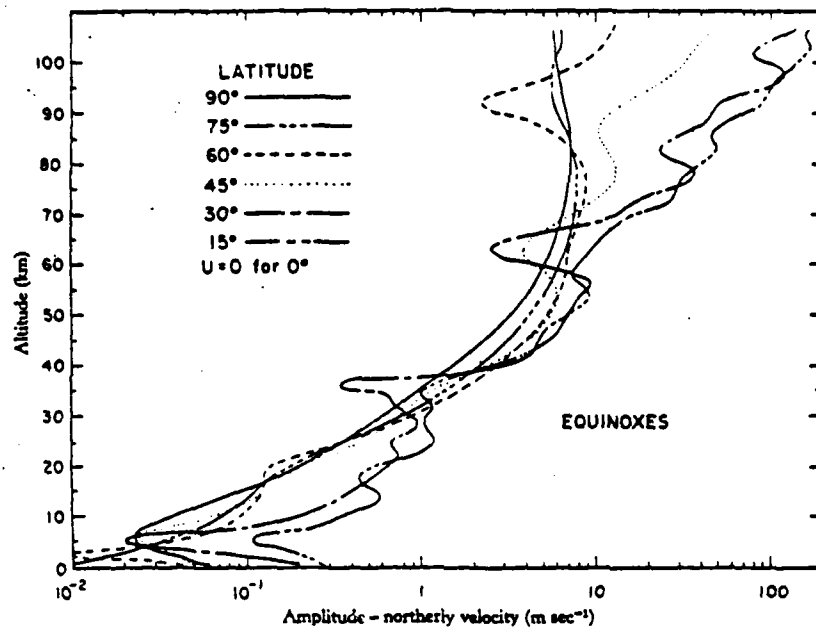 100
90
80
70
60
50
40
30
20
10
0
Altitude (km)
LATITUDE
90°
75°
60°
45°
30°
15°
U=0 for 0°
EQUINOXES
10⁻² 10⁻¹ 1 10 100
Amplitude – northerly velocity (m sec⁻¹)